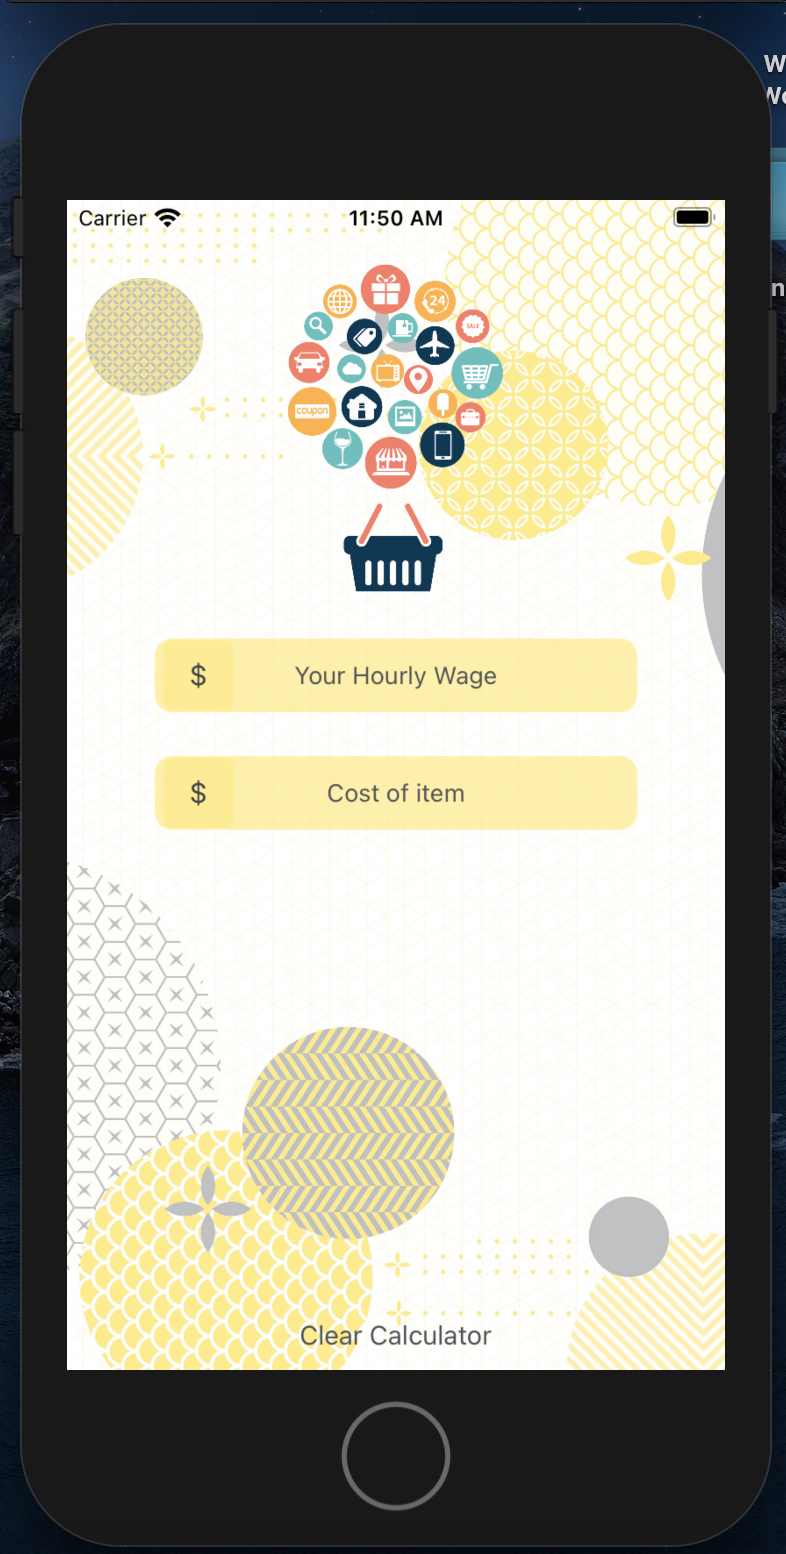 W
We
n
Carrier
11:50 AM
24
SALE
coupon
$ Your Hourly Wage
$ Cost of item
Clear Calculator